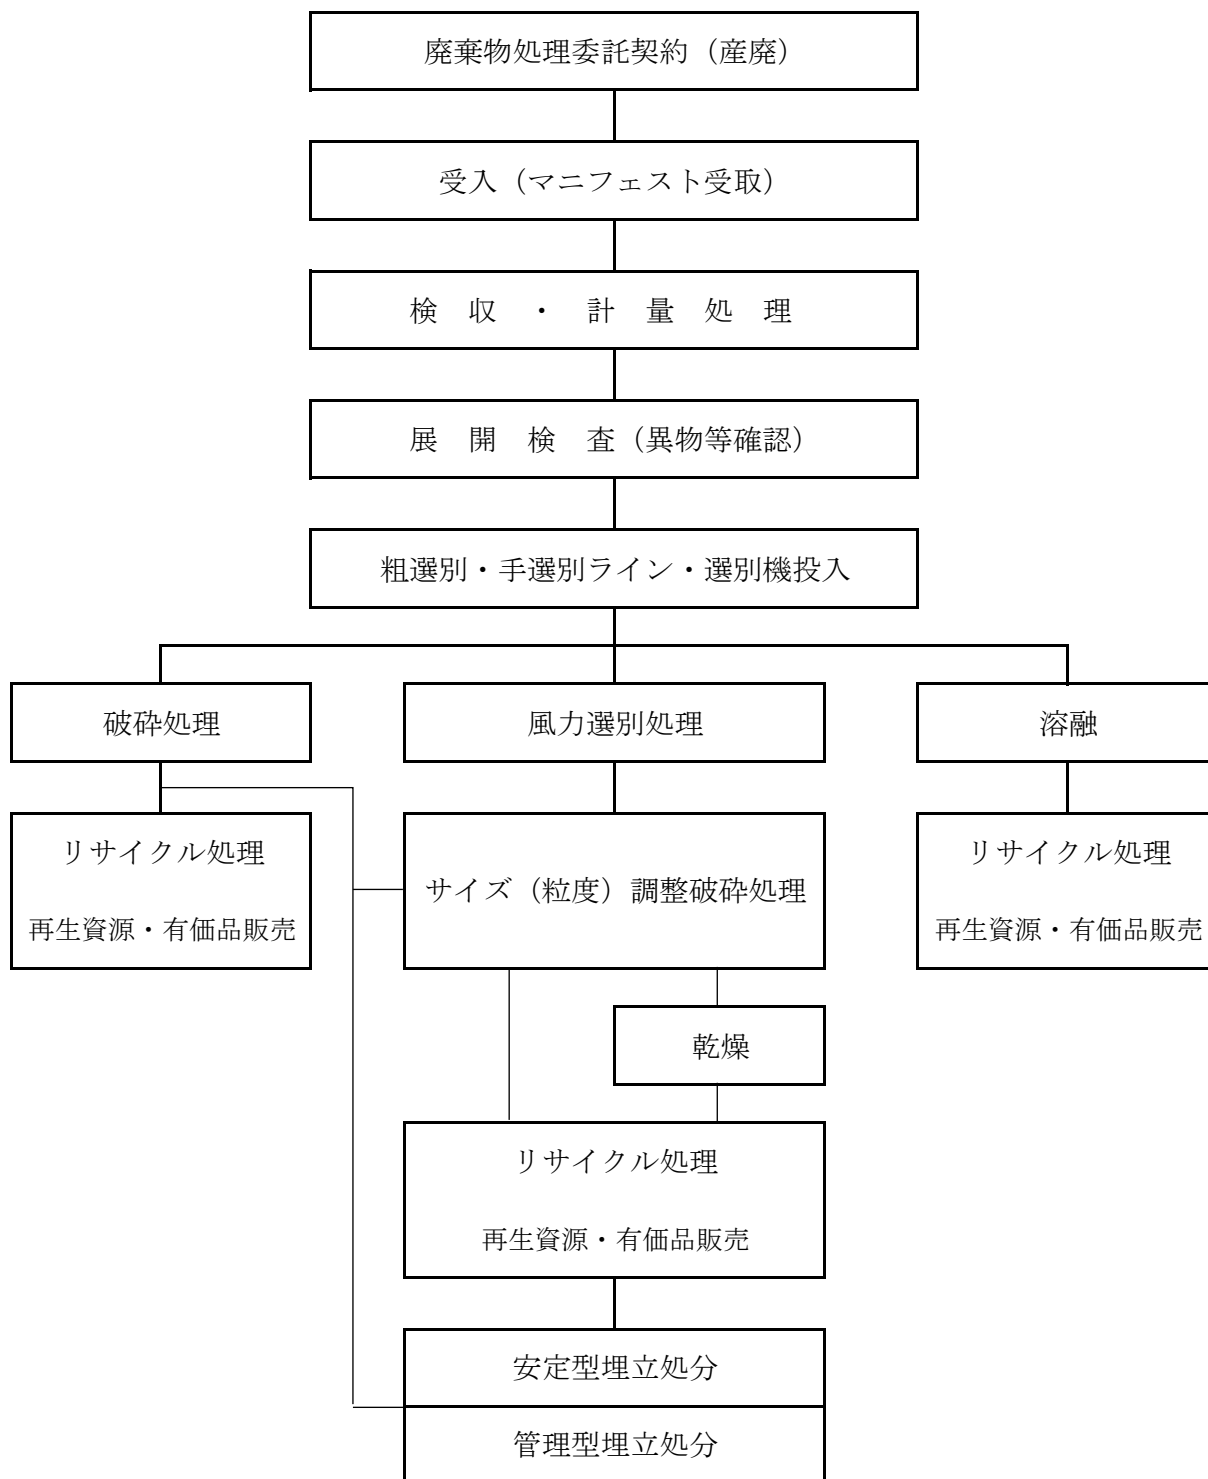 廃棄物処理委託契約（産廃）
受入（マニフェスト受取）
検　収　・　計　量　処　理
展　開　検　査（異物等確認）
粗選別・手選別ライン・選別機投入
破砕処理
風力選別処理
溶融
リサイクル処理
再生資源・有価品販売
サイズ（粒度）調整破砕処理
リサイクル処理
再生資源・有価品販売
乾燥
リサイクル処理
再生資源・有価品販売
安定型埋立処分
管理型埋立処分